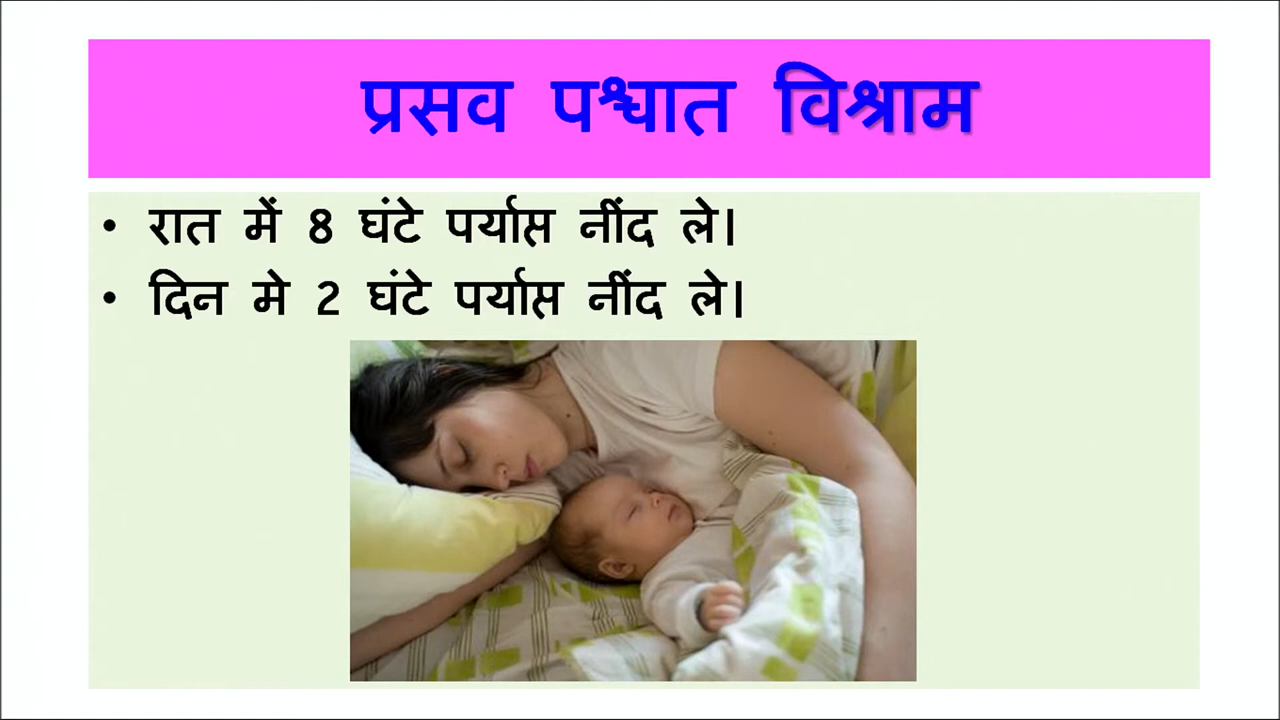 प्रसव पश्चात विश्राम
• रात में 8 घंटे पर्याप्त नींद ले।
• दिन मे 2 घंटे पर्याप्त नींद ले।